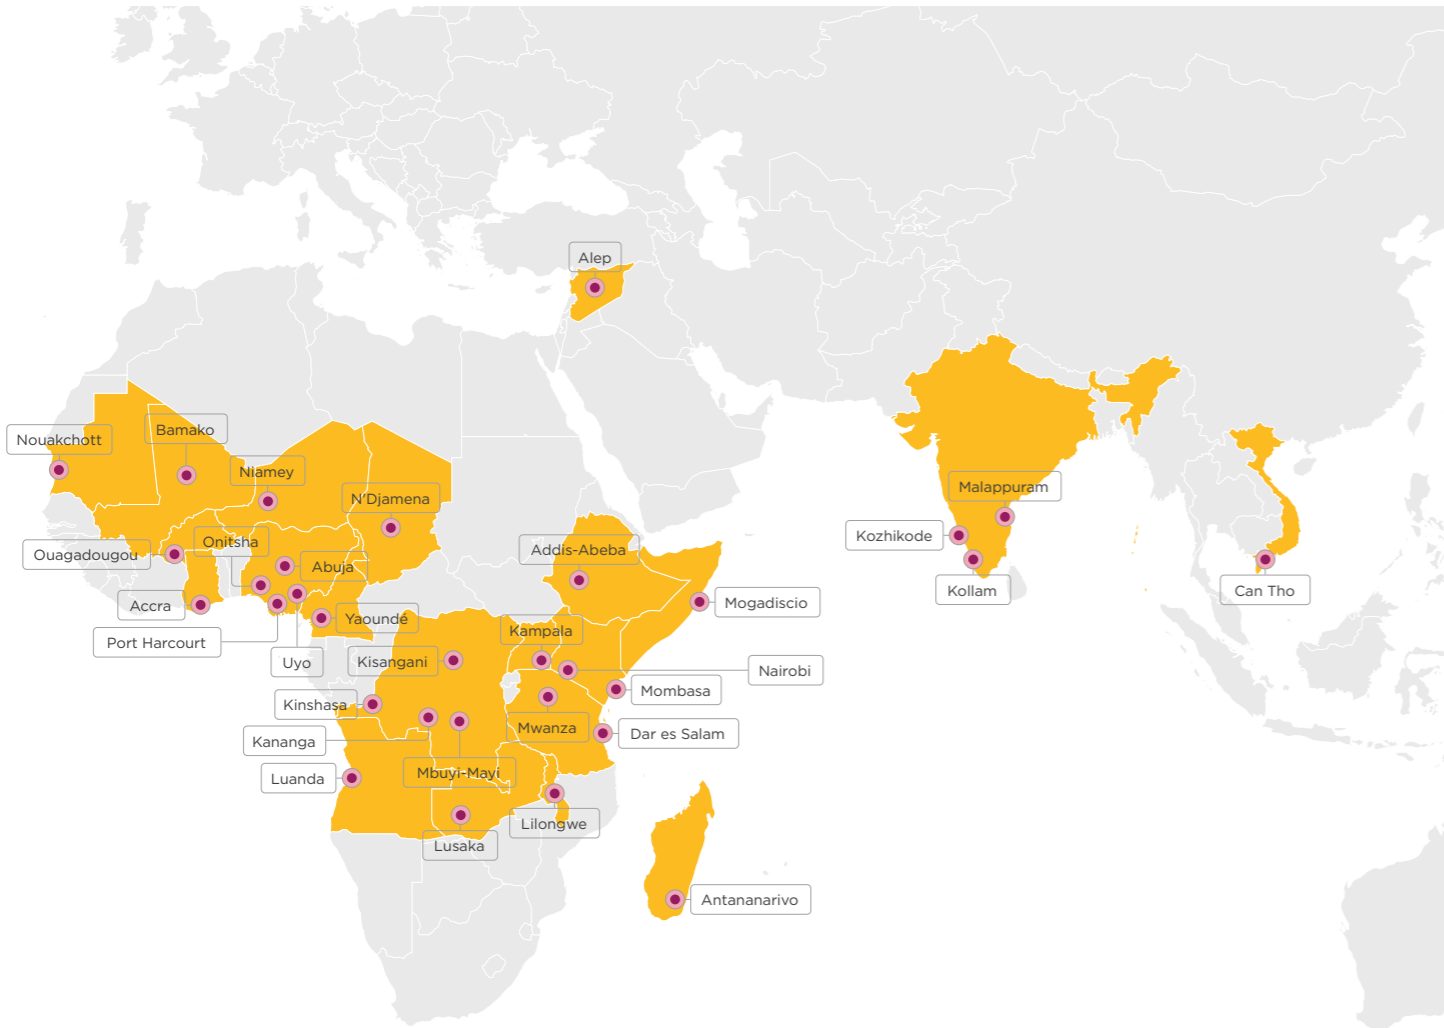 Alep
Nouakchott
Bamako
Niamey
N'Djamena
Malappuram
Kozhikode
Onitsha
Ouagadougou
Addis-Abeba
Abuja
Kollam
Can Tho
Accra
Mogadiscio
Yaoundé
Kampala
Port Harcourt
Uyo
Kisangani
Nairobi
Mombasa
Kinshasa
Mwanza
Dar es Salam
Kananga
Mbuyi-Mayi
Luanda
Lilongwe
Lusaka
Antananarivo